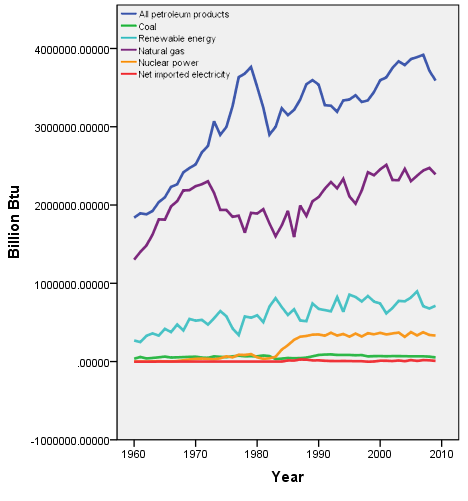 All petroleum products
Coal
Renewable energy
Natural gas
Nuclear power
Net imported electricity
4000000.00000
3000000.00000
2000000.00000
1000000.00000
.00000
-1000000.00000
Billion Btu
1960 1970 1980 1990 2000 2010
Year